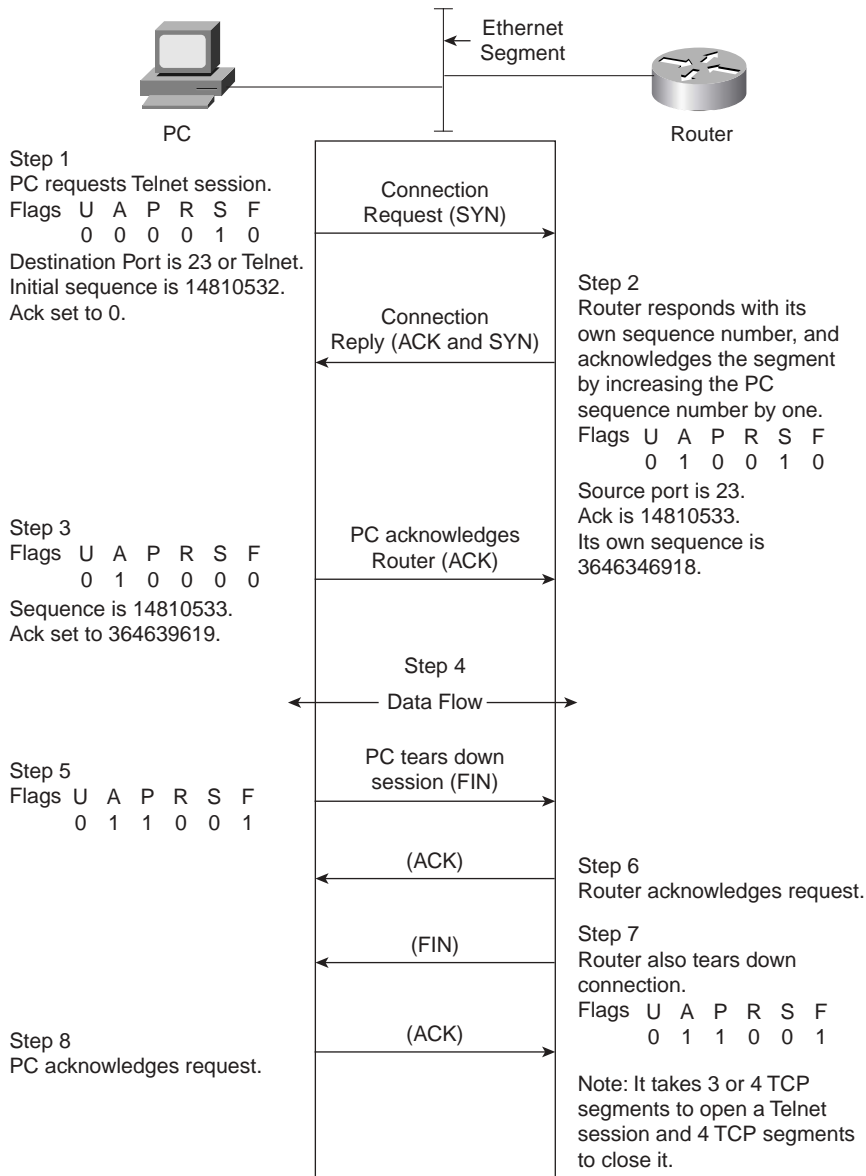 Ethernet
Segment
PC
Router
Step 1
PC requests Telnet session.
Flags U A P R S F
0 0 0 0 1 0
Destination Port is 23 or Telnet.
Initial sequence is 14810532.
Ack set to 0.
Connection
Request (SYN)
Connection
Reply (ACK and SYN)
Step 2
Router responds with its
own sequence number, and
acknowledges the segment
by increasing the PC
sequence number by one.
Flags U A P R S F
0 1 0 0 1 0
Source port is 23.
Ack is 14810533.
Its own sequence is
3646346918.
Step 3
Flags U A P R S F
0 1 0 0 0 0
Sequence is 14810533.
Ack set to 364639619.
PC acknowledges
Router (ACK)
Step 4
Data Flow
Step 5
Flags U A P R S F
0 1 1 0 0 1
PC tears down
session (FIN)
(ACK)
Step 6
Router acknowledges request.
(FIN)
Step 7
Router also tears down
connection.
Flags U A P R S F
0 1 1 0 0 1
Step 8
PC acknowledges request.
(ACK)
Note: It takes 3 or 4 TCP
segments to open a Telnet
session and 4 TCP segments
to close it.